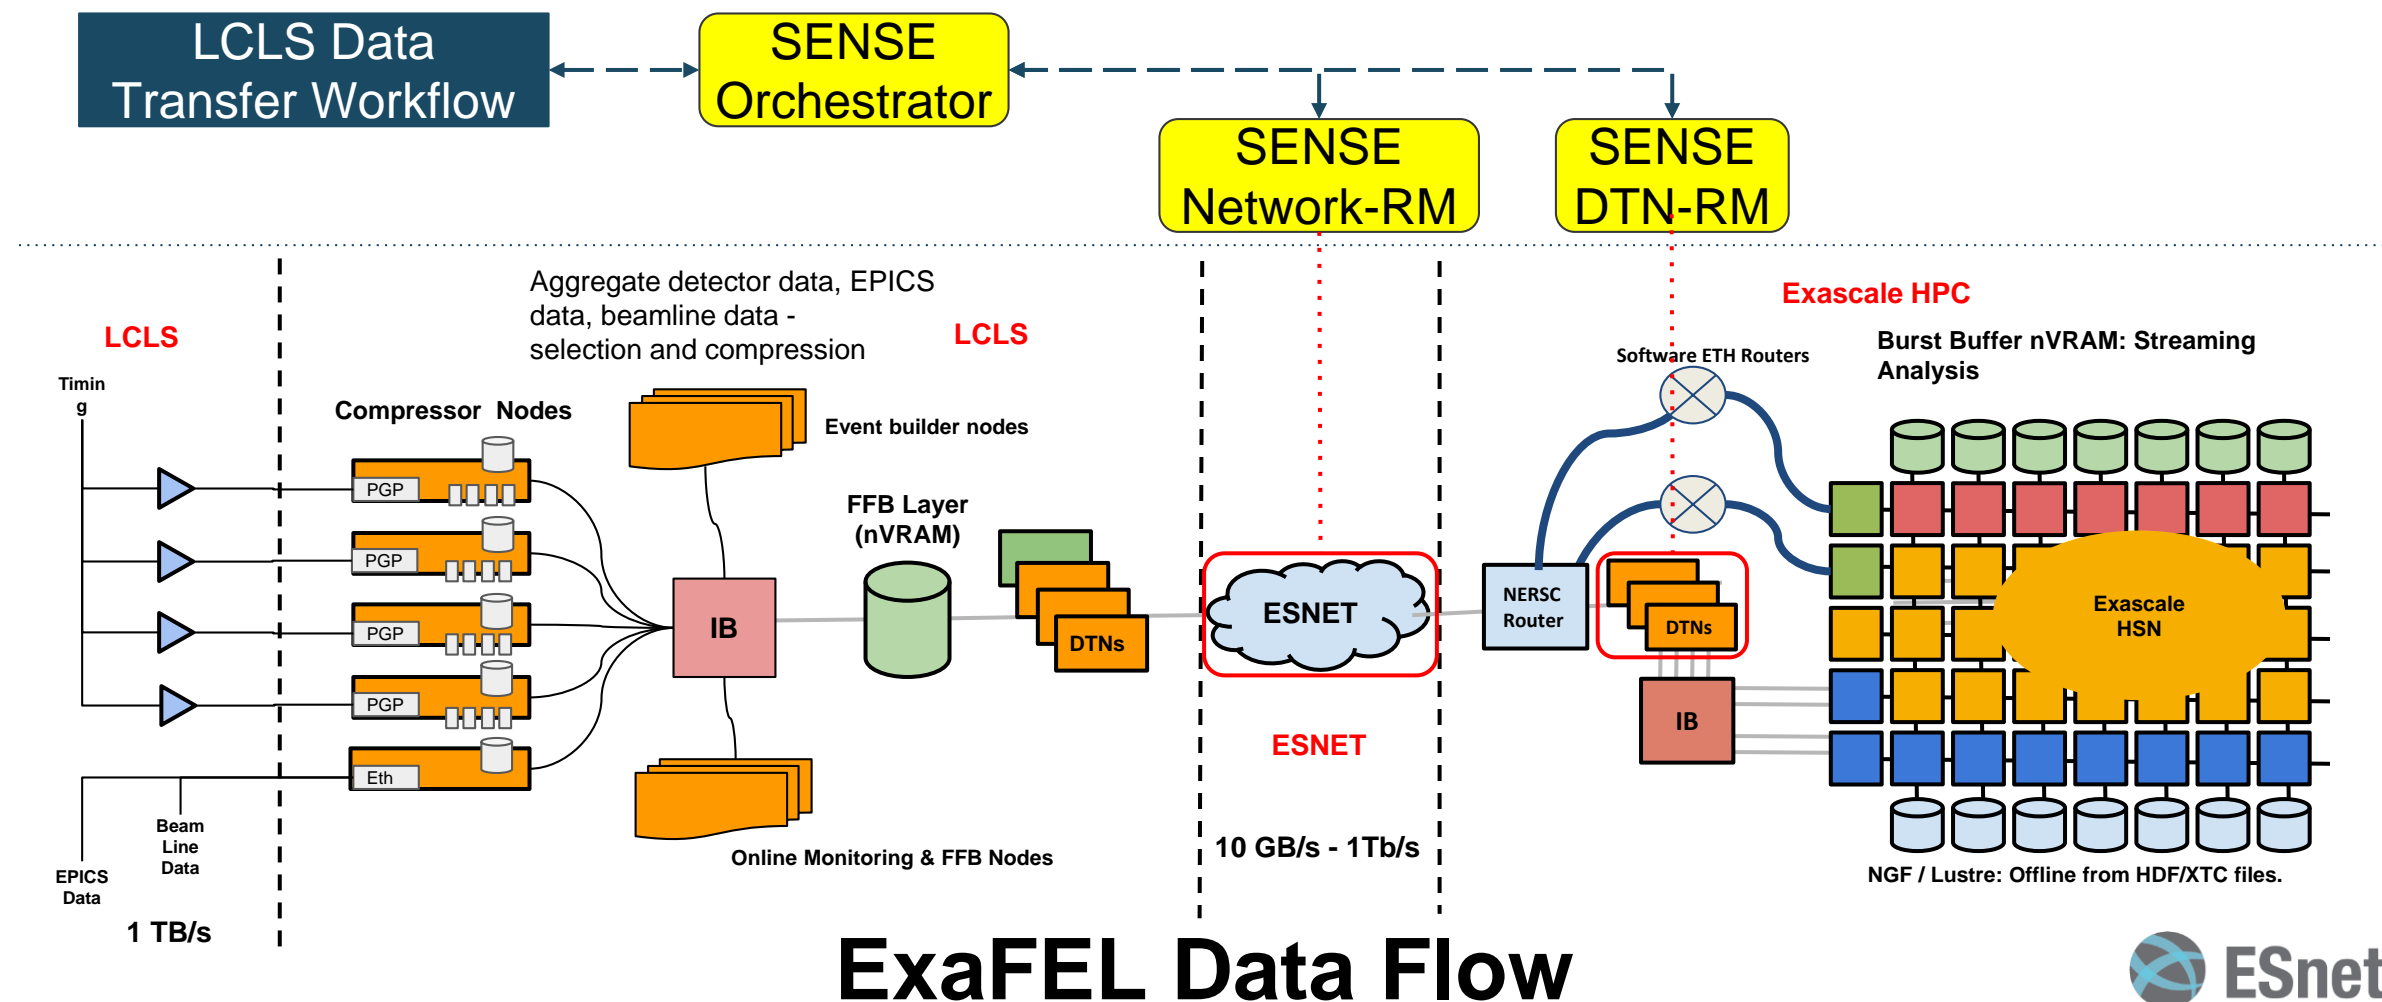 LCLS Data
Transfer Workflow
SENSE
Orchestrator
SENSE
Network-RM
SENSE
DTN-RM
LCLS
Timin
g
EPICS
Data
Beam
Line
Data
1 TB/s
Aggregate detector data, EPICS
data, beamline data -
selection and compression
LCLS
Compressor Nodes
PGP
PGP
PGP
PGP
Eth
Event builder nodes
IB
Online Monitoring & FFB Nodes
FFB Layer
(nVRAM)
DTNs
ESNET
ESNET
10 GB/s - 1Tb/s
Exascale HPC
Software ETH Routers
Burst Buffer nVRAM: Streaming
Analysis
NERSC
Router
DTNs
IB
Exascale
HSN
NGF / Lustre: Offline from HDF/XTC files.
ExaFEL Data Flow
ESnet